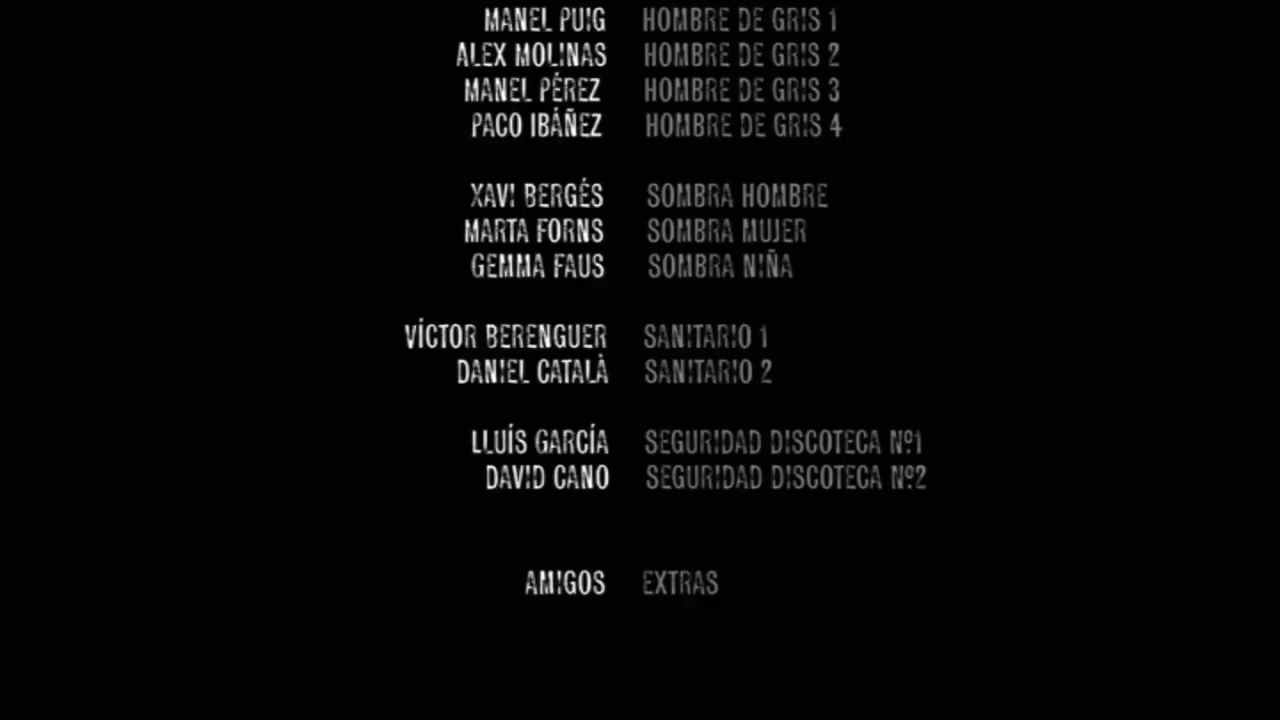 MANEL PUIG HOMBRE DE GRIS 1
ALEX MOLINAS HOMBRE DE GRIS 2
MANEL PÉREZ HOMBRE DE GRIS 3
PACO IBÁÑEZ HOMBRE DE GRIS 4
XAVI BERGÉS SOMBRA HOMBRE
MARTA FORNS SOMBRA MUJER
GEMMA FAUS SOMBRA NIÑA
VÍCTOR BERENGUER SANITARIO 1
DANIEL CATALÀ SANITARIO 2
LLUÍS GARCÍA SEGURIDAD DISCOTECA Nº1
DAVID CANO SEGURIDAD DISCOTECA Nº2
AMIGOS EXTRAS